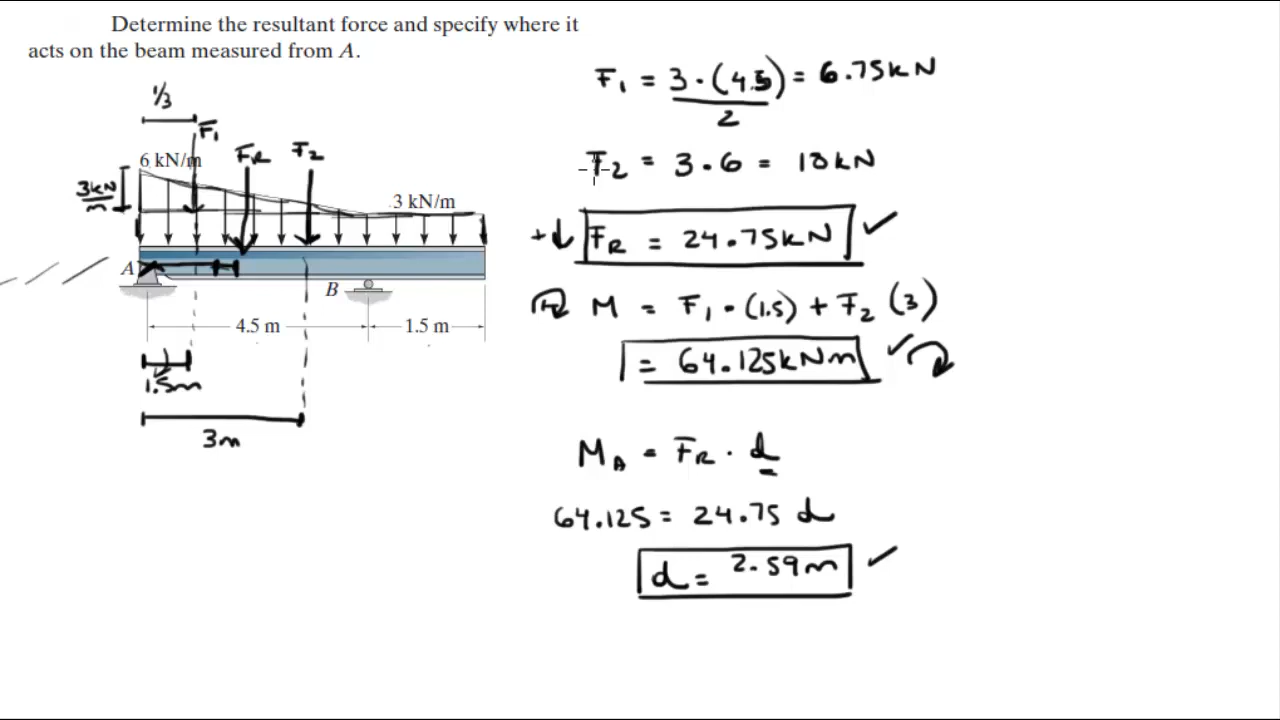 Determine the resultant force and specify where it
acts on the beam measured from A.
1/3
F₁
6 kN/m
FR
F2
3kN
m
3 kN/m
A
B
4.5 m
1.5 m
1.5m
3m
F₁ = 3 · (4.5) = 6.75kN
2
F2 = 3 . 6 = 18kN
+↓ FR = 24.75kN ✓
M = F₁ · (1.5) + F2 (3)
= 64.125kNm ✓
MA = FR · d
64.125 = 24.75 d
d = 2.59m ✓